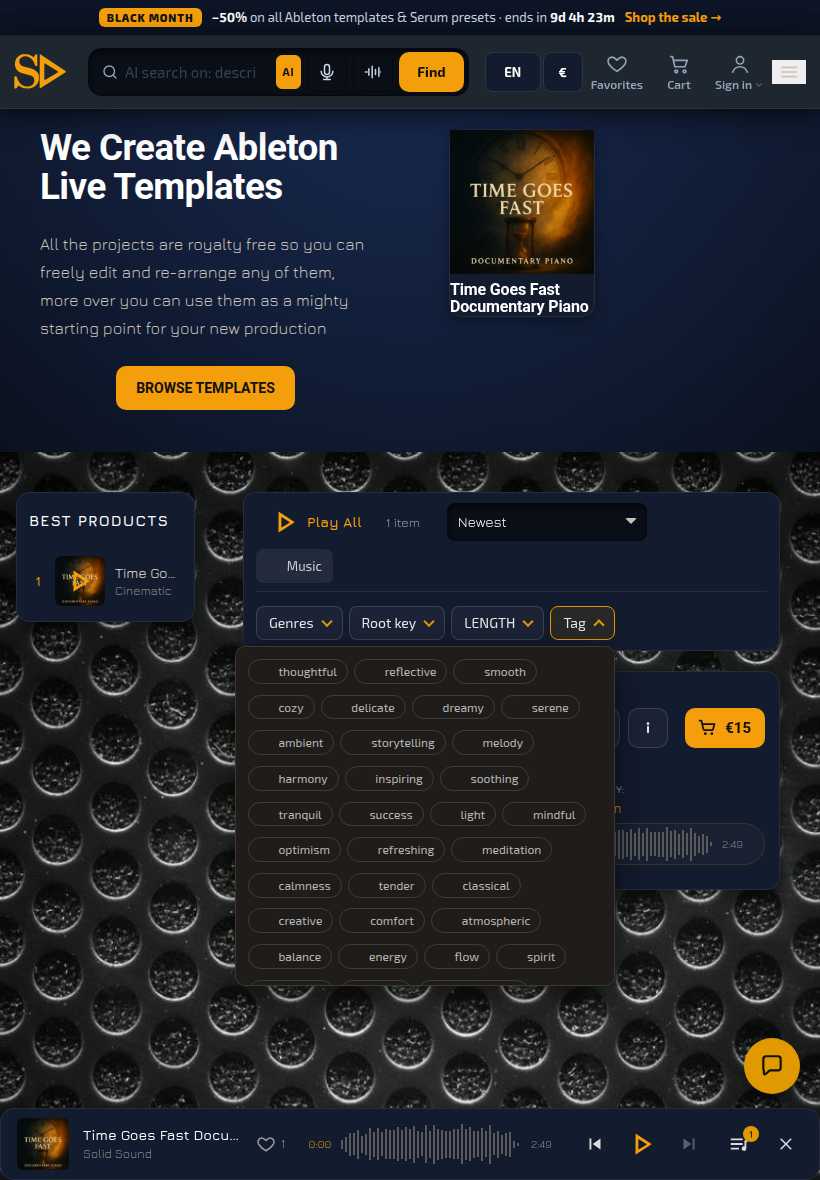 BLACK MONTH −50% on all Ableton templates & Serum presets · ends in 9d 4h 23m Shop the sale →
AI search on: descri
AI
Find
EN
€
Favorites
Cart
Sign in
We Create Ableton
Live Templates
All the projects are royalty free so you can
freely edit and re-arrange any of them,
more over you can use them as a mighty
starting point for your new production
BROWSE TEMPLATES
TIME GOES
FAST
DOCUMENTARY PIANO
Time Goes Fast
Documentary Piano
BEST PRODUCTS
1
TIME GOES
FAST
Time Go...
Cinematic
Play All
1 item
Newest
Music
Genres
Root key
LENGTH
Tag
thoughtful reflective smooth
cozy delicate dreamy serene
ambient storytelling melody
harmony inspiring soothing
tranquil success light mindful
optimism refreshing meditation
calmness tender classical
creative comfort atmospheric
balance energy flow spirit
€15
2:49
TIME GOES
FAST
Time Goes Fast Docu...
Solid Sound
1
0:00
2:49
1